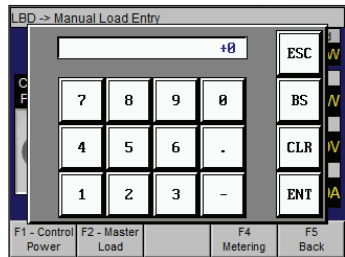 LBD -> Manual Load Entry
+0 ESC
7 8 9 0 BS
4 5 6 . CLR
1 2 3 - ENT
F1 - Control Power F2 - Master Load F4 Metering F5 Back